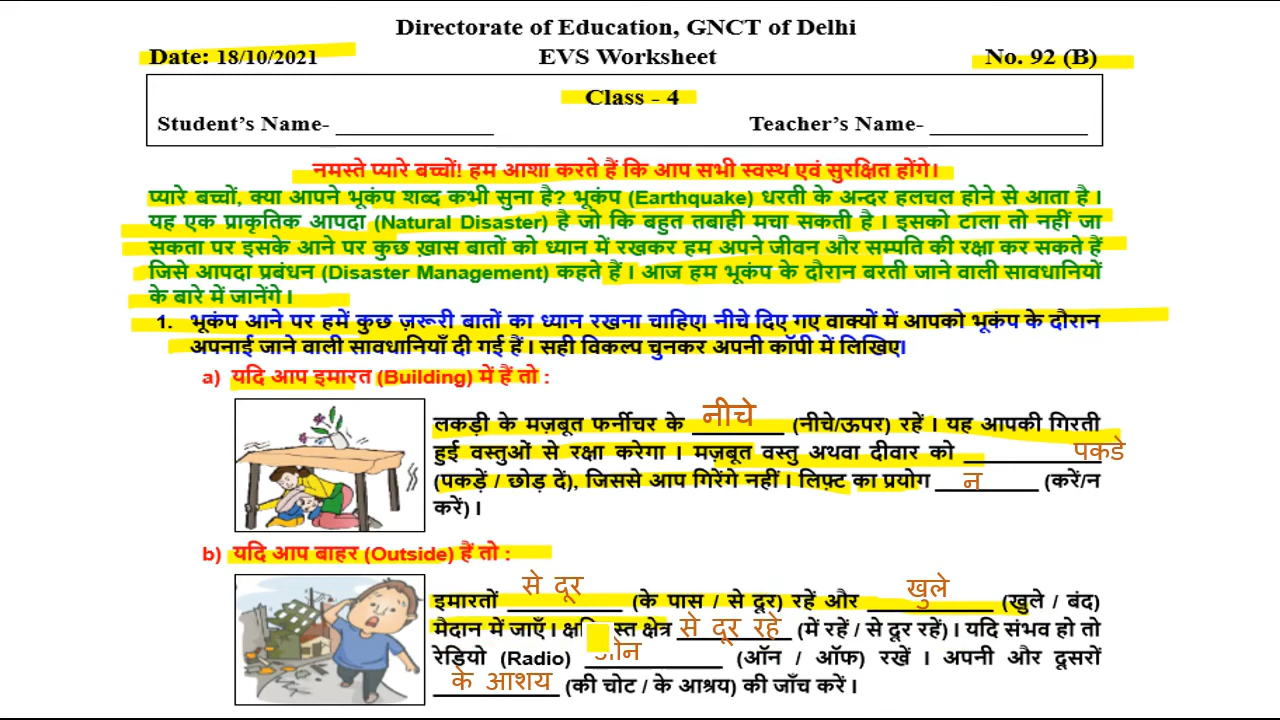 Directorate of Education, GNCT of Delhi
Date: 18/10/2021 EVS Worksheet No. 92 (B)
Class - 4
Student's Name- ______________ Teacher's Name- ______________
नमस्ते प्यारे बच्चों! हम आशा करते हैं कि आप सभी स्वस्थ एवं सुरक्षित होंगे।
प्यारे बच्चों, क्या आपने भूकंप शब्द कभी सुना है? भूकंप (Earthquake) धरती के अन्दर हलचल होने से आता है ।
यह एक प्राकृतिक आपदा (Natural Disaster) है जो कि बहुत तबाही मचा सकती है । इसको टाला तो नहीं जा
सकता पर इसके आने पर कुछ ख़ास बातों को ध्यान में रखकर हम अपने जीवन और सम्पति की रक्षा कर सकते हैं
जिसे आपदा प्रबंधन (Disaster Management) कहते हैं । आज हम भूकंप के दौरान बरती जाने वाली सावधानियों
के बारे में जानेंगे ।
1. भूकंप आने पर हमें कुछ ज़रूरी बातों का ध्यान रखना चाहिए। नीचे दिए गए वाक्यों में आपको भूकंप के दौरान
अपनाई जाने वाली सावधानियाँ दी गई हैं । सही विकल्प चुनकर अपनी कॉपी में लिखिए।
a) यदि आप इमारत (Building) में हैं तो :
लकड़ी के मज़बूत फर्नीचर के नीचे (नीचे/ऊपर) रहें । यह आपकी गिरती
हुई वस्तुओं से रक्षा करेगा । मज़बूत वस्तु अथवा दीवार को पकडे
(पकड़ें / छोड़ दें), जिससे आप गिरेंगे नहीं । लिफ़्ट का प्रयोग न (करें/न
करें) ।
b) यदि आप बाहर (Outside) हैं तो :
इमारतों से दूर (के पास / से दूर) रहें और खुले (खुले / बंद)
मैदान में जाएँ । क्षेत्र से दूर रहे (में रहें / से दूर रहें) । यदि संभव हो तो
रेडियो (Radio) (ऑन / ऑफ) रखें । अपनी और दूसरों
के आशय (की चोट / के आश्रय) की जाँच करें ।